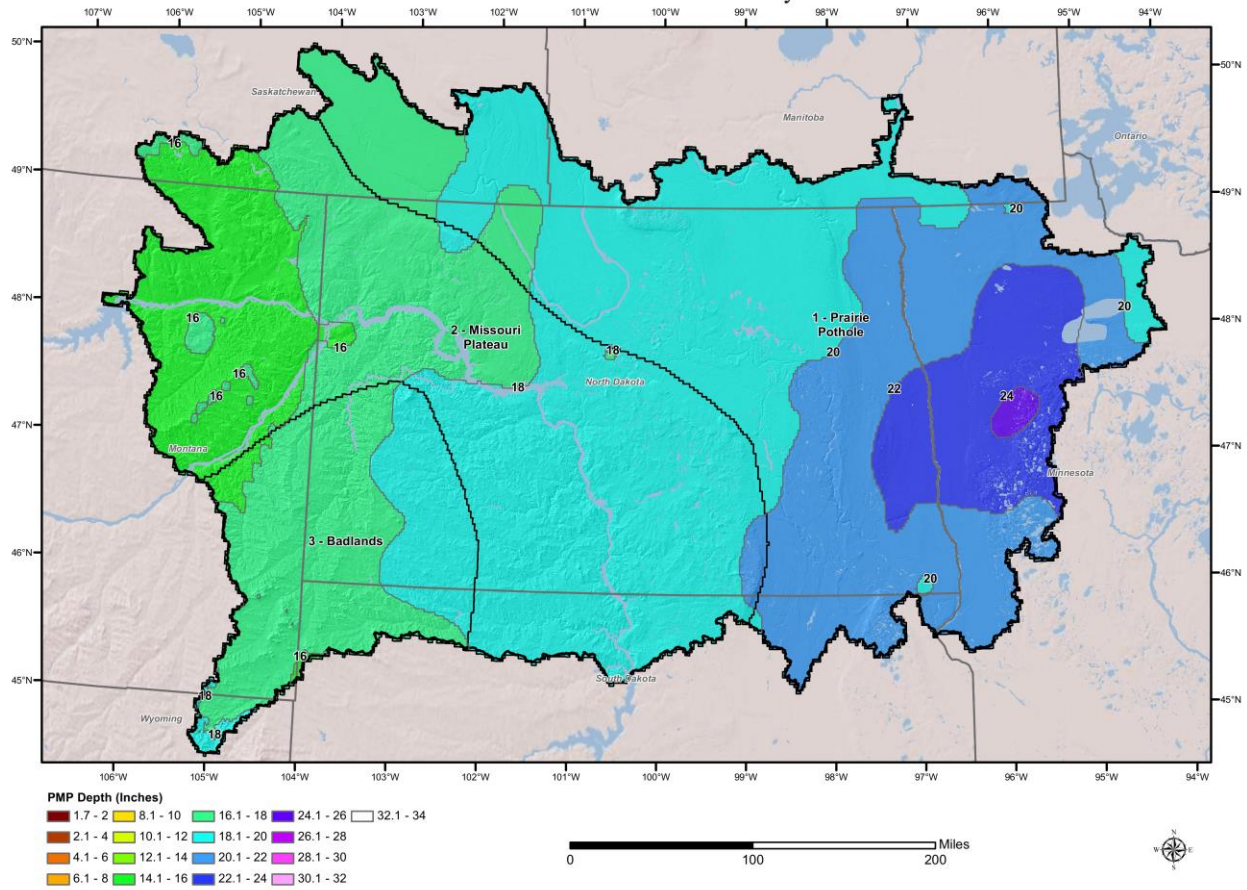 107°W 106°W 105°W 104°W 103°W 102°W 101°W 100°W 99°W 98°W 97°W 96°W 95°W 94°W
50°N 50°N
Saskatchewan
Manitoba
Ontario
16
49°N 49°N
20
48°N 48°N
20
16
2 - Missouri
Plateau
1 - Prairie
Pothole
16
18
20
16
18
North Dakota
22
24
16
47°N 47°N
Montana
Minnesota
46°N 46°N
3 - Badlands
20
16
45°N 45°N
South Dakota
18
Wyoming
18
106°W 105°W 104°W 103°W 102°W 101°W 100°W 99°W 98°W 97°W 96°W 95°W 94°W
PMP Depth (Inches)
1.7 - 2 8.1 - 10 16.1 - 18 24.1 - 26 32.1 - 34
2.1 - 4 10.1 - 12 18.1 - 20 26.1 - 28
4.1 - 6 12.1 - 14 20.1 - 22 28.1 - 30
6.1 - 8 14.1 - 16 22.1 - 24 30.1 - 32
Miles
0 100 200
N
W E
S